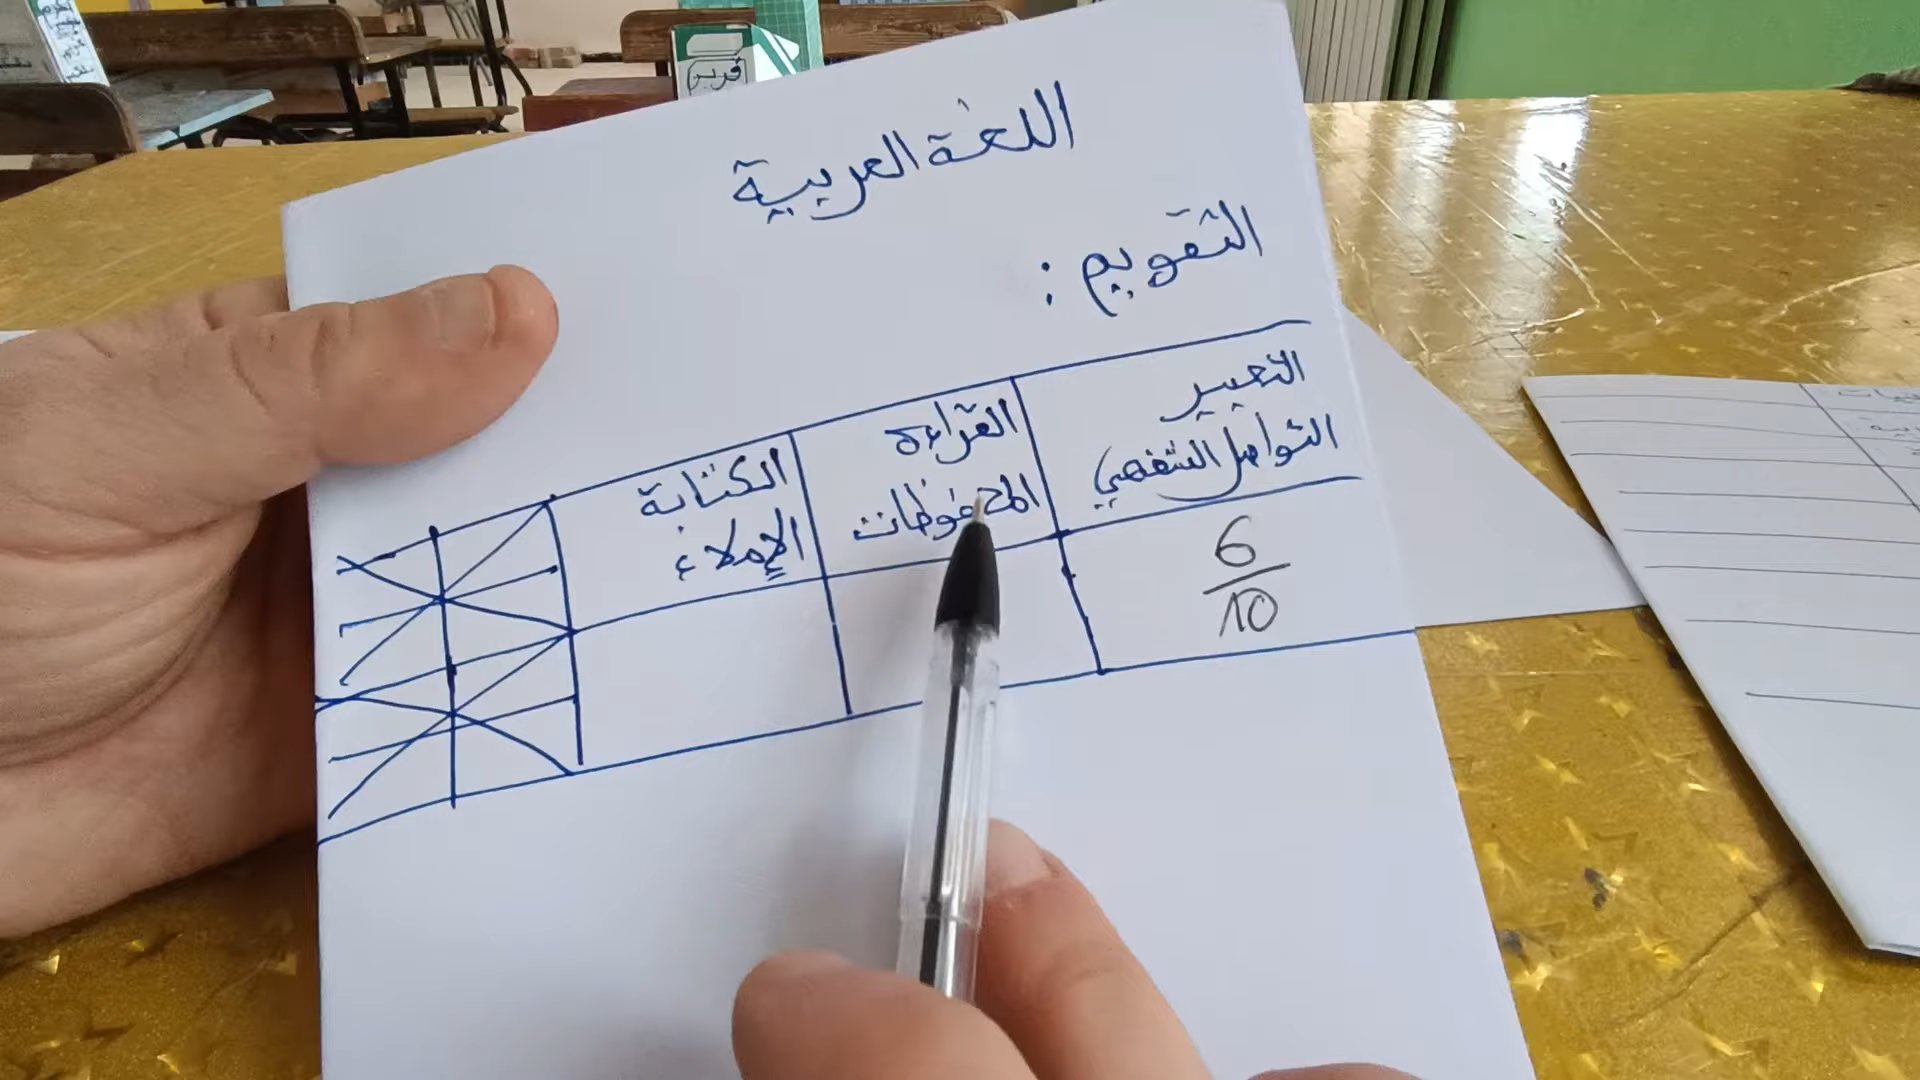 اللغة العربية
التقويم :
التعبير
التواصل الشفهي
القراءة
المحفوظات
الكتابة
الإملاء
6
10